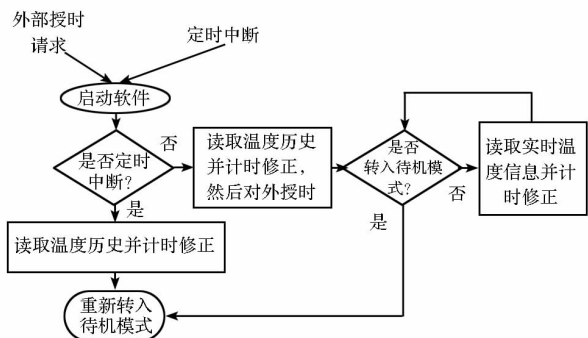 外部授时
请求
定时中断
启动软件
是否定时
中断?
否
是
读取温度历史
并计时修正，
然后对外授时
是否
转入待机模
式?
否
是
读取实时温
度信息并计
时修正
读取温度历史并计时修正
重新转入
待机模式